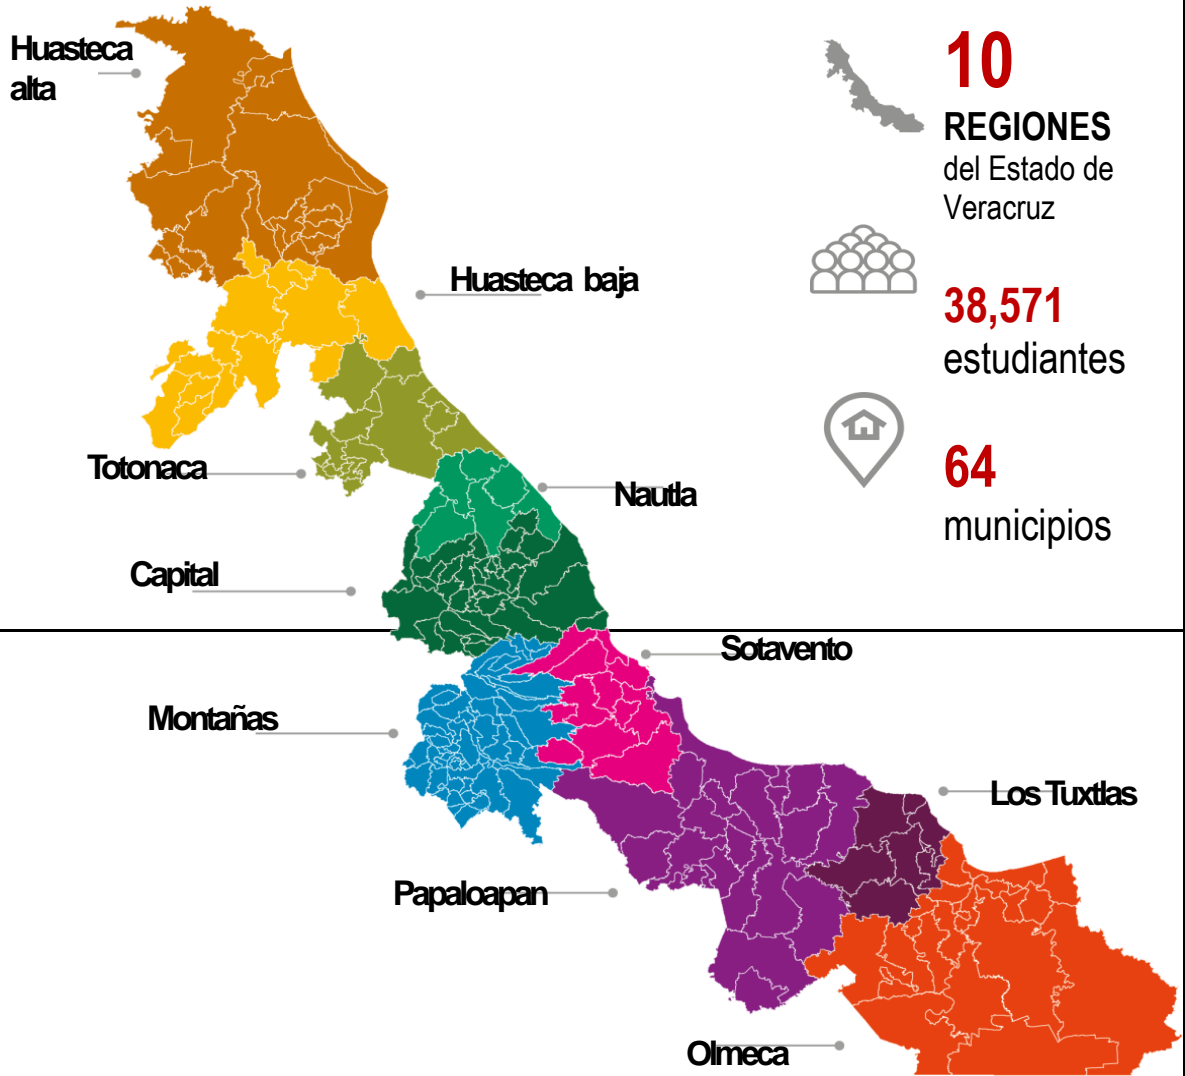 Huasteca
alta
10
REGIONES
del Estado de
Veracruz
Huasteca baja
38,571
estudiantes
Totonaca
Nautla
64
municipios
Capital
Sotavento
Montañas
Los Tuxtlas
Papaloapan
Olmeca